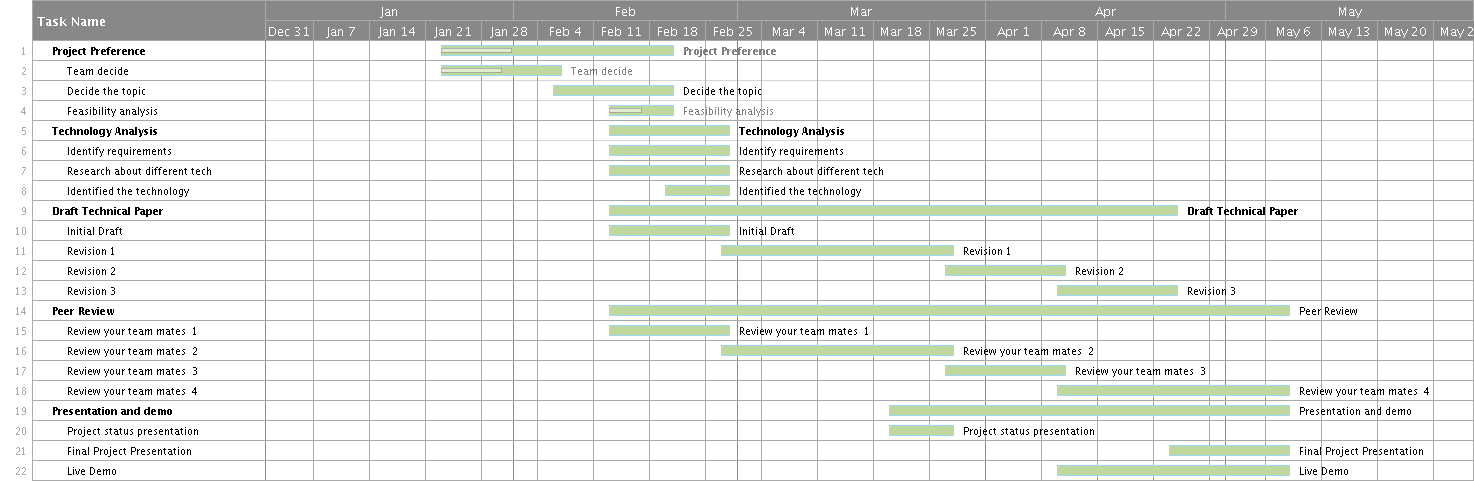 Task Name
Jan Feb Mar Apr May
Dec 31 Jan 7 Jan 14 Jan 21 Jan 28 Feb 4 Feb 11 Feb 18 Feb 25 Mar 4 Mar 11 Mar 18 Mar 25 Apr 1 Apr 8 Apr 15 Apr 22 Apr 29 May 6 May 13 May 20 May 2
1 Project Preference Project Preference
2 Team decide Team decide
3 Decide the topic Decide the topic
4 Feasibility analysis Feasibility analysis
5 Technology Analysis Technology Analysis
6 Identify requirements Identify requirements
7 Research about different tech Research about different tech
8 Identified the technology Identified the technology
9 Draft Technical Paper Draft Technical Paper
10 Initial Draft Initial Draft
11 Revision 1 Revision 1
12 Revision 2 Revision 2
13 Revision 3 Revision 3
14 Peer Review Peer Review
15 Review your team mates 1 Review your team mates 1
16 Review your team mates 2 Review your team mates 2
17 Review your team mates 3 Review your team mates 3
18 Review your team mates 4 Review your team mates 4
19 Presentation and demo Presentation and demo
20 Project status presentation Project status presentation
21 Final Project Presentation Final Project Presentation
22 Live Demo Live Demo